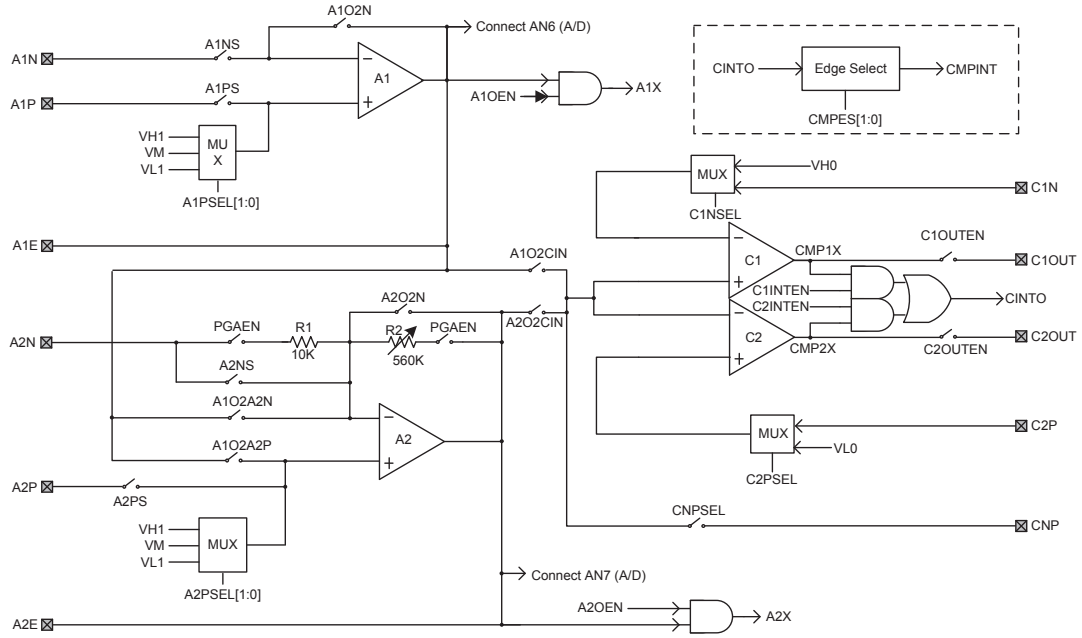 A1O2N
Connect AN6 (A/D)
A1N
A1NS
A1
A1P
A1PS
A1OEN
A1X
CINTO
Edge Select
CMPINT
CMPES[1:0]
VH1
VM
VL1
MU
X
A1PSEL[1:0]
MUX
VH0
C1N
C1NSEL
A1E
A1O2CIN
C1
CMP1X
C1OUTEN
C1OUT
C1INTEN
C2INTEN
CINTO
A2O2N
A2O2CIN
A2N
PGAEN
R1
10K
R2
560K
PGAEN
C2
CMP2X
C2OUTEN
C2OUT
A2NS
A1O2A2N
A2
A1O2A2P
MUX
C2P
VL0
C2PSEL
A2P
A2PS
VH1
VM
VL1
MUX
A2PSEL[1:0]
CNPSEL
CNP
Connect AN7 (A/D)
A2OEN
A2X
A2E